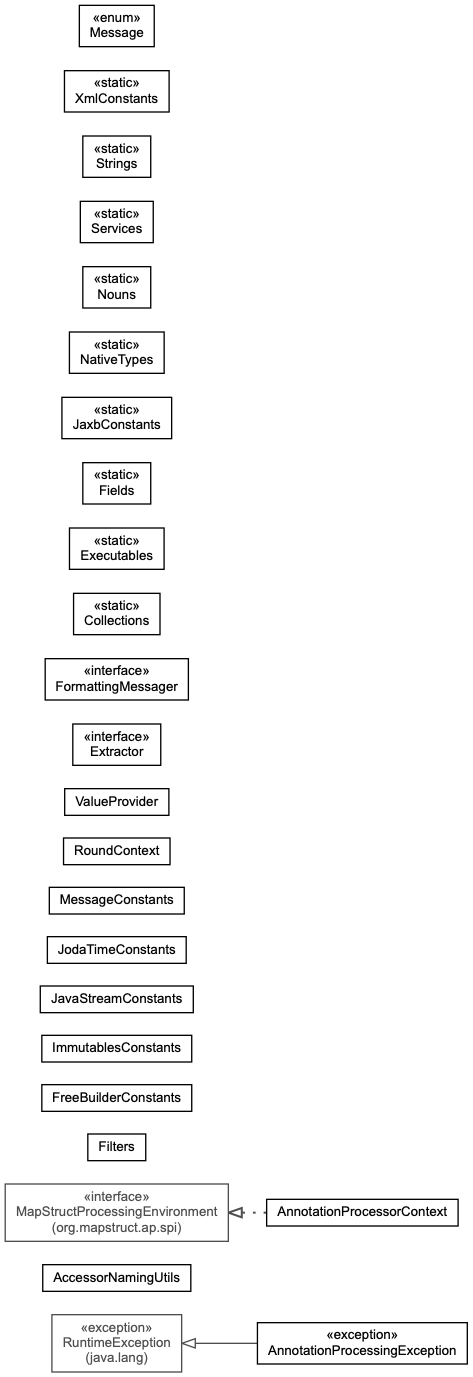 «enum»
Message
«static»
XmlConstants
«static»
Strings
«static»
Services
«static»
Nouns
«static»
NativeTypes
«static»
JaxbConstants
«static»
Fields
«static»
Executables
«static»
Collections
«interface»
FormattingMessager
«interface»
Extractor
ValueProvider
RoundContext
MessageConstants
JodaTimeConstants
JavaStreamConstants
ImmutablesConstants
FreeBuilderConstants
Filters
«interface»
MapStructProcessingEnvironment
(org.mapstruct.ap.spi)
AnnotationProcessorContext
AccessorNamingUtils
«exception»
RuntimeException
(java.lang)
«exception»
AnnotationProcessingException